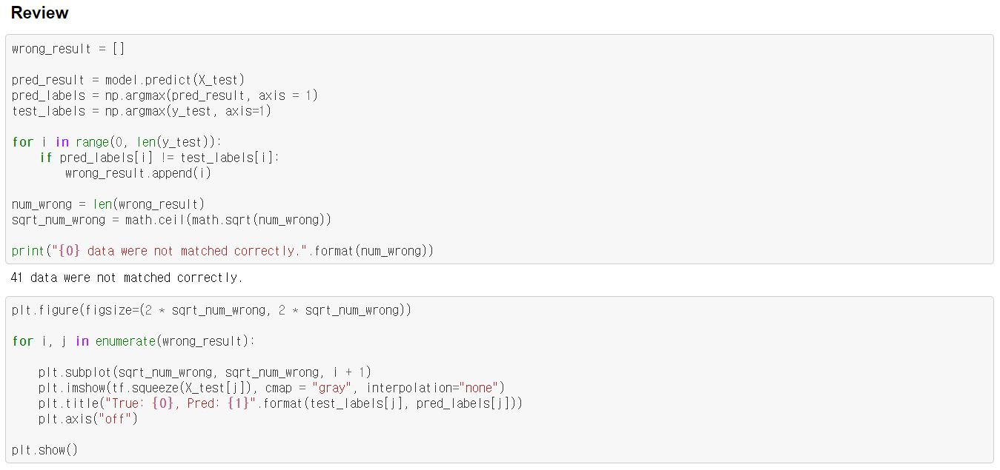 Review
wrong_result = []
pred_result = model.predict(X_test)
pred_labels = np.argmax(pred_result, axis = 1)
test_labels = np.argmax(y_test, axis=1)
for i in range(0, len(y_test)):
    if pred_labels[i] != test_labels[i]:
        wrong_result.append(i)
num_wrong = len(wrong_result)
sqrt_num_wrong = math.ceil(math.sqrt(num_wrong))
print("{0} data were not matched correctly.".format(num_wrong))
41 data were not matched correctly.
plt.figure(figsize=(2 * sqrt_num_wrong, 2 * sqrt_num_wrong))
for i, j in enumerate(wrong_result):
    plt.subplot(sqrt_num_wrong, sqrt_num_wrong, i + 1)
    plt.imshow(tf.squeeze(X_test[j]), cmap = "gray", interpolation="none")
    plt.title("True: {0}, Pred: {1}".format(test_labels[j], pred_labels[j]))
    plt.axis("off")
plt.show()